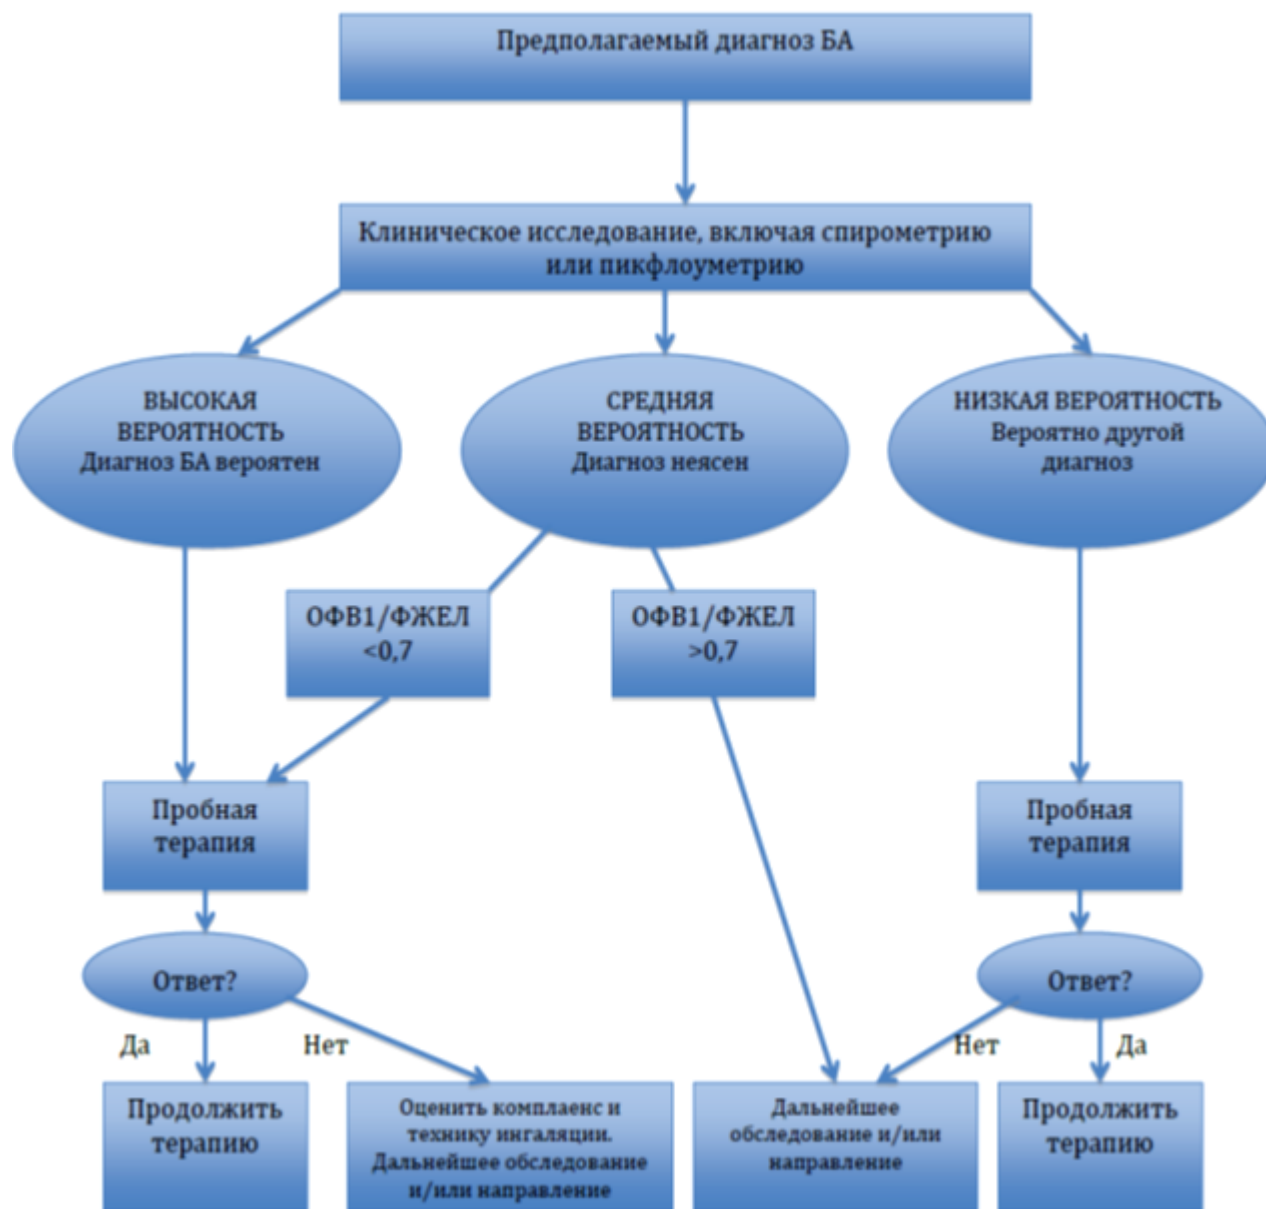 Предполагаемый диагноз БА
Клиническое исследование, включая спирометрию
или пикфлоуметрию
ВЫСОКАЯ
ВЕРОЯТНОСТЬ
Диагноз БА вероятен
СРЕДНЯЯ
ВЕРОЯТНОСТЬ
Диагноз неясен
НИЗКАЯ ВЕРОЯТНОСТЬ
Вероятно другой
диагноз
ОФВ1/ФЖЕЛ
<0,7
ОФВ1/ФЖЕЛ
>0,7
Пробная
терапия
Пробная
терапия
Ответ?
Ответ?
Да
Нет
Нет
Да
Продолжить
терапию
Оценить комплаенс и
технику ингаляции.
Дальнейшее обследование
и/или направление
Дальнейшее
обследование и/или
направление
Продолжить
терапию